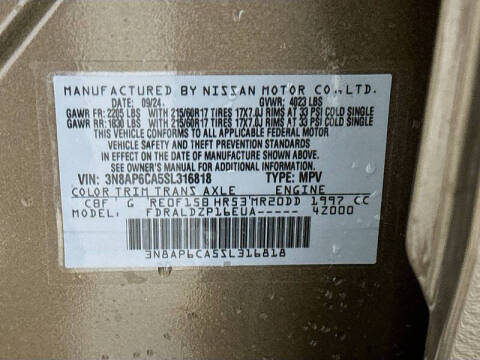 MANUFACTURED BY NISSAN MOTOR CO.,LTD.
DATE: 09/24 GVWR: 4023 LBS
GAWR FR: 2205 LBS WITH 215/60R17 TIRES 17X7.0J RIMS AT 33 PSI COLD SINGLE
GAWR RR: 1830 LBS WITH 215/60R17 TIRES 17X7.0J RIMS AT 33 PSI COLD SINGLE
THIS VEHICLE CONFORMS TO ALL APPLICABLE FEDERAL MOTOR
VEHICLE SAFETY AND THEFT PREVENTION STANDARDS
IN EFFECT ON THE DATE OF MANUFACTURE SHOWN ABOVE.
SEE OWNER'S MANUAL FOR ADDITIONAL INFORMATION
VIN: 3N8AP6CA5SL316818 TYPE: MPV
COLOR TRIM TRANS AXLE ENGINE
CBF G RE0F15B HR53 MR20DD 1997 CC
MODEL: FDRALDZP16EUA----- 42000
3N8AP6CA5SL316818